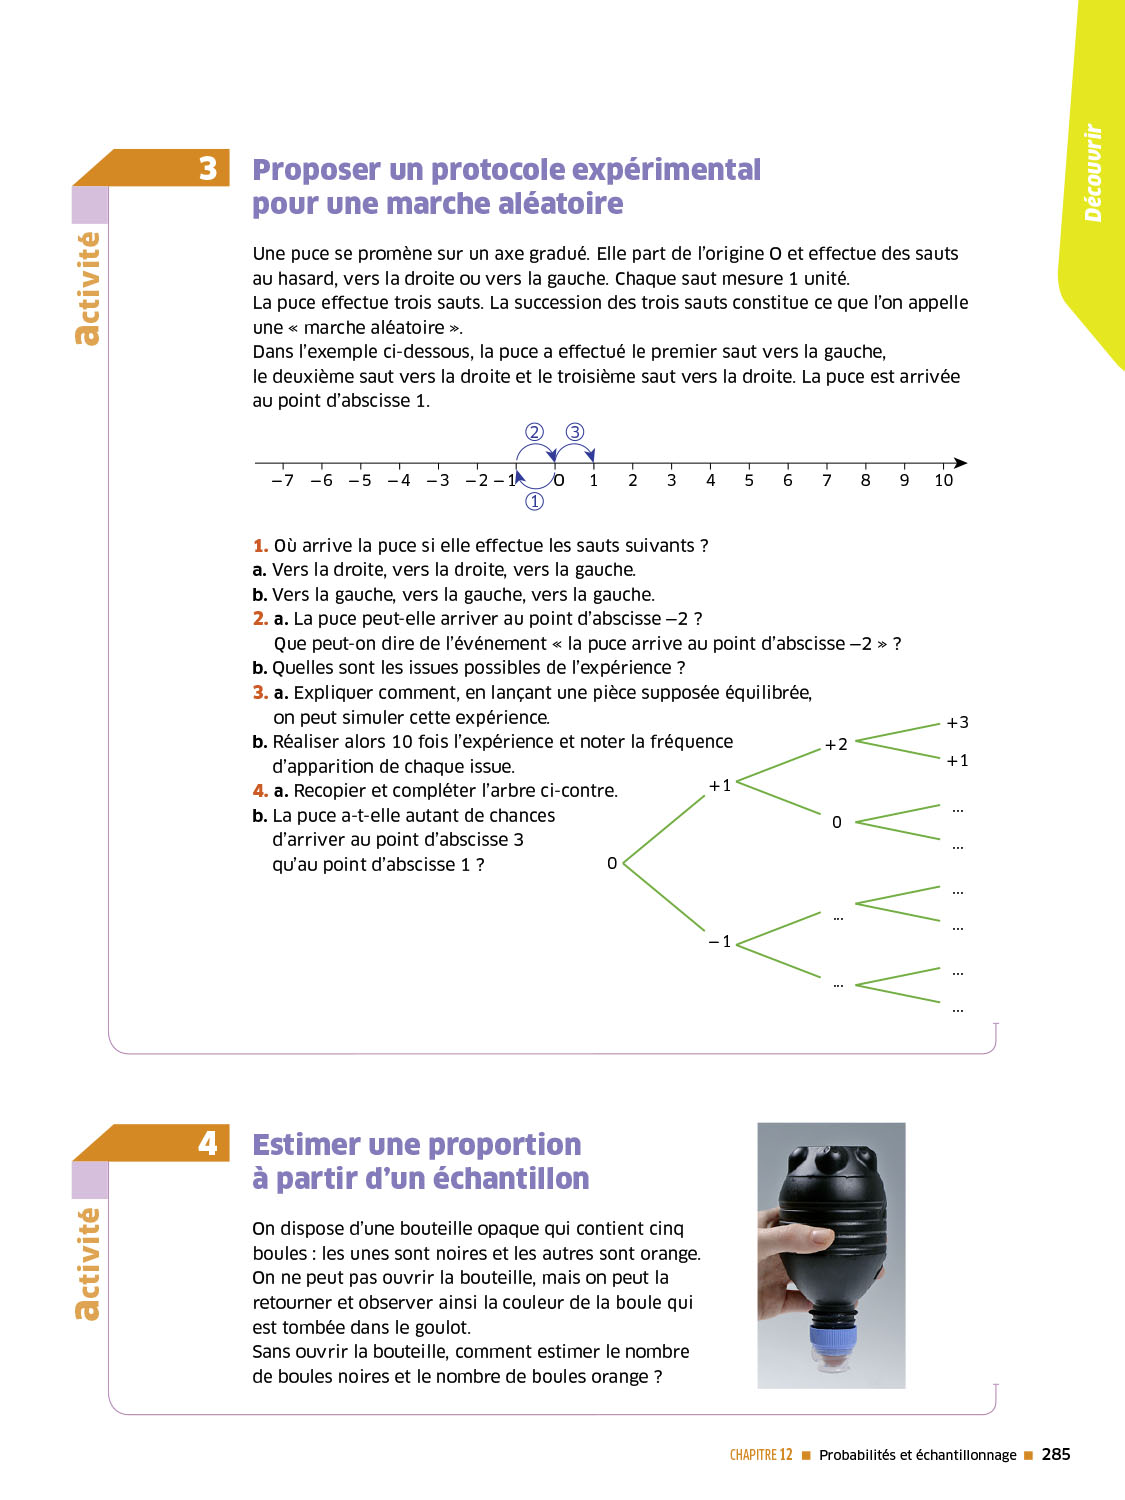 Découvrir
activité
3
Proposer un protocole expérimental
pour une marche aléatoire
Une puce se promène sur un axe gradué. Elle part de l'origine O et effectue des sauts
au hasard, vers la droite ou vers la gauche. Chaque saut mesure 1 unité.
La puce effectue trois sauts. La succession des trois sauts constitue ce que l'on appelle
une « marche aléatoire ».
Dans l'exemple ci-dessous, la puce a effectué le premier saut vers la gauche,
le deuxième saut vers la droite et le troisième saut vers la droite. La puce est arrivée
au point d'abscisse 1.
② ③
–7 –6 –5 –4 –3 –2 –1 O 1 2 3 4 5 6 7 8 9 10
①
1. Où arrive la puce si elle effectue les sauts suivants ?
a. Vers la droite, vers la droite, vers la gauche.
b. Vers la gauche, vers la gauche, vers la gauche.
2. a. La puce peut-elle arriver au point d'abscisse –2 ?
Que peut-on dire de l'événement « la puce arrive au point d'abscisse –2 » ?
b. Quelles sont les issues possibles de l'expérience ?
3. a. Expliquer comment, en lançant une pièce supposée équilibrée,
on peut simuler cette expérience.
b. Réaliser alors 10 fois l'expérience et noter la fréquence
d'apparition de chaque issue.
4. a. Recopier et compléter l'arbre ci-contre.
b. La puce a-t-elle autant de chances
d'arriver au point d'abscisse 3
qu'au point d'abscisse 1 ?
+3
+2
+1
+1
...
0
...
0
...
...
...
–1
...
...
...
activité
4
Estimer une proportion
à partir d'un échantillon
On dispose d'une bouteille opaque qui contient cinq
boules : les unes sont noires et les autres sont orange.
On ne peut pas ouvrir la bouteille, mais on peut la
retourner et observer ainsi la couleur de la boule qui
est tombée dans le goulot.
Sans ouvrir la bouteille, comment estimer le nombre
de boules noires et le nombre de boules orange ?
CHAPITRE 12 ■ Probabilités et échantillonnage ■ 285